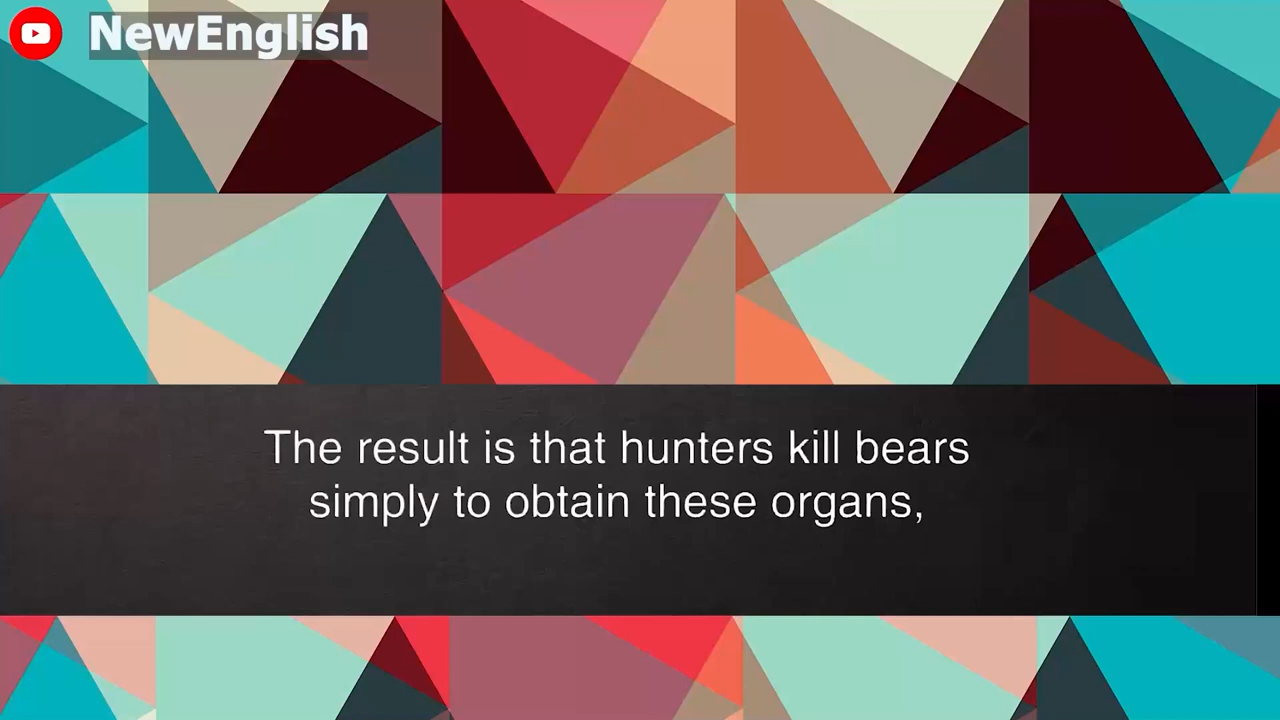 NewEnglish
The result is that hunters kill bears
simply to obtain these organs,